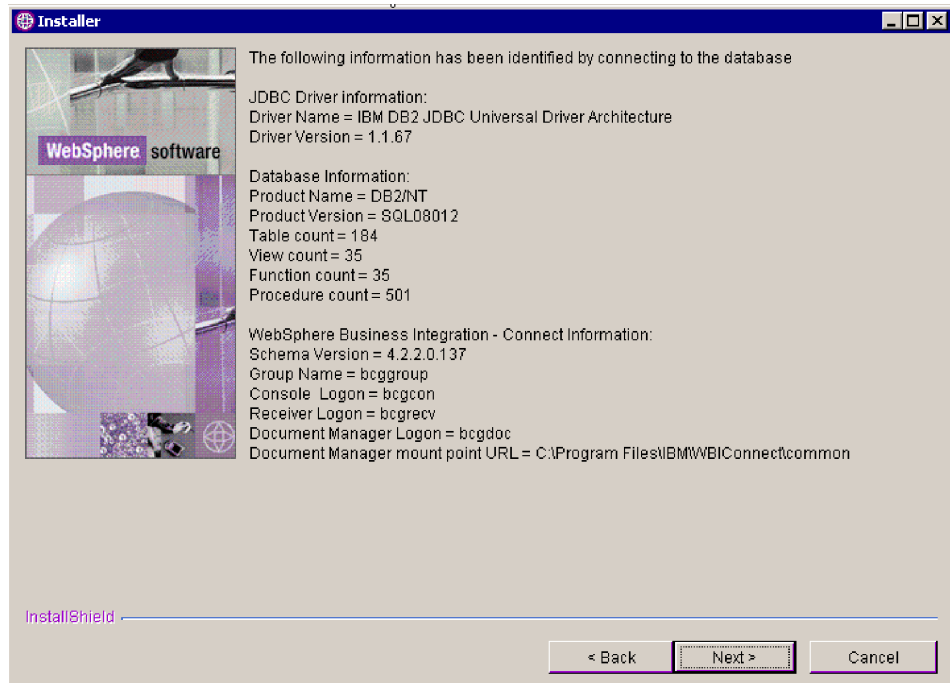 Installer
WebSphere software
The following information has been identified by connecting to the database
JDBC Driver information:
Driver Name = IBM DB2 JDBC Universal Driver Architecture
Driver Version = 1.1.67
Database Information:
Product Name = DB2/NT
Product Version = SQL08012
Table count = 184
View count = 35
Function count = 35
Procedure count = 501
WebSphere Business Integration - Connect Information:
Schema Version = 4.2.2.0.137
Group Name = bcggroup
Console Logon = bcgcon
Receiver Logon = bcgrecv
Document Manager Logon = bcgdoc
Document Manager mount point URL = C:\Program Files\IBM\WBIConnect\common
InstallShield
< Back
Next >
Cancel